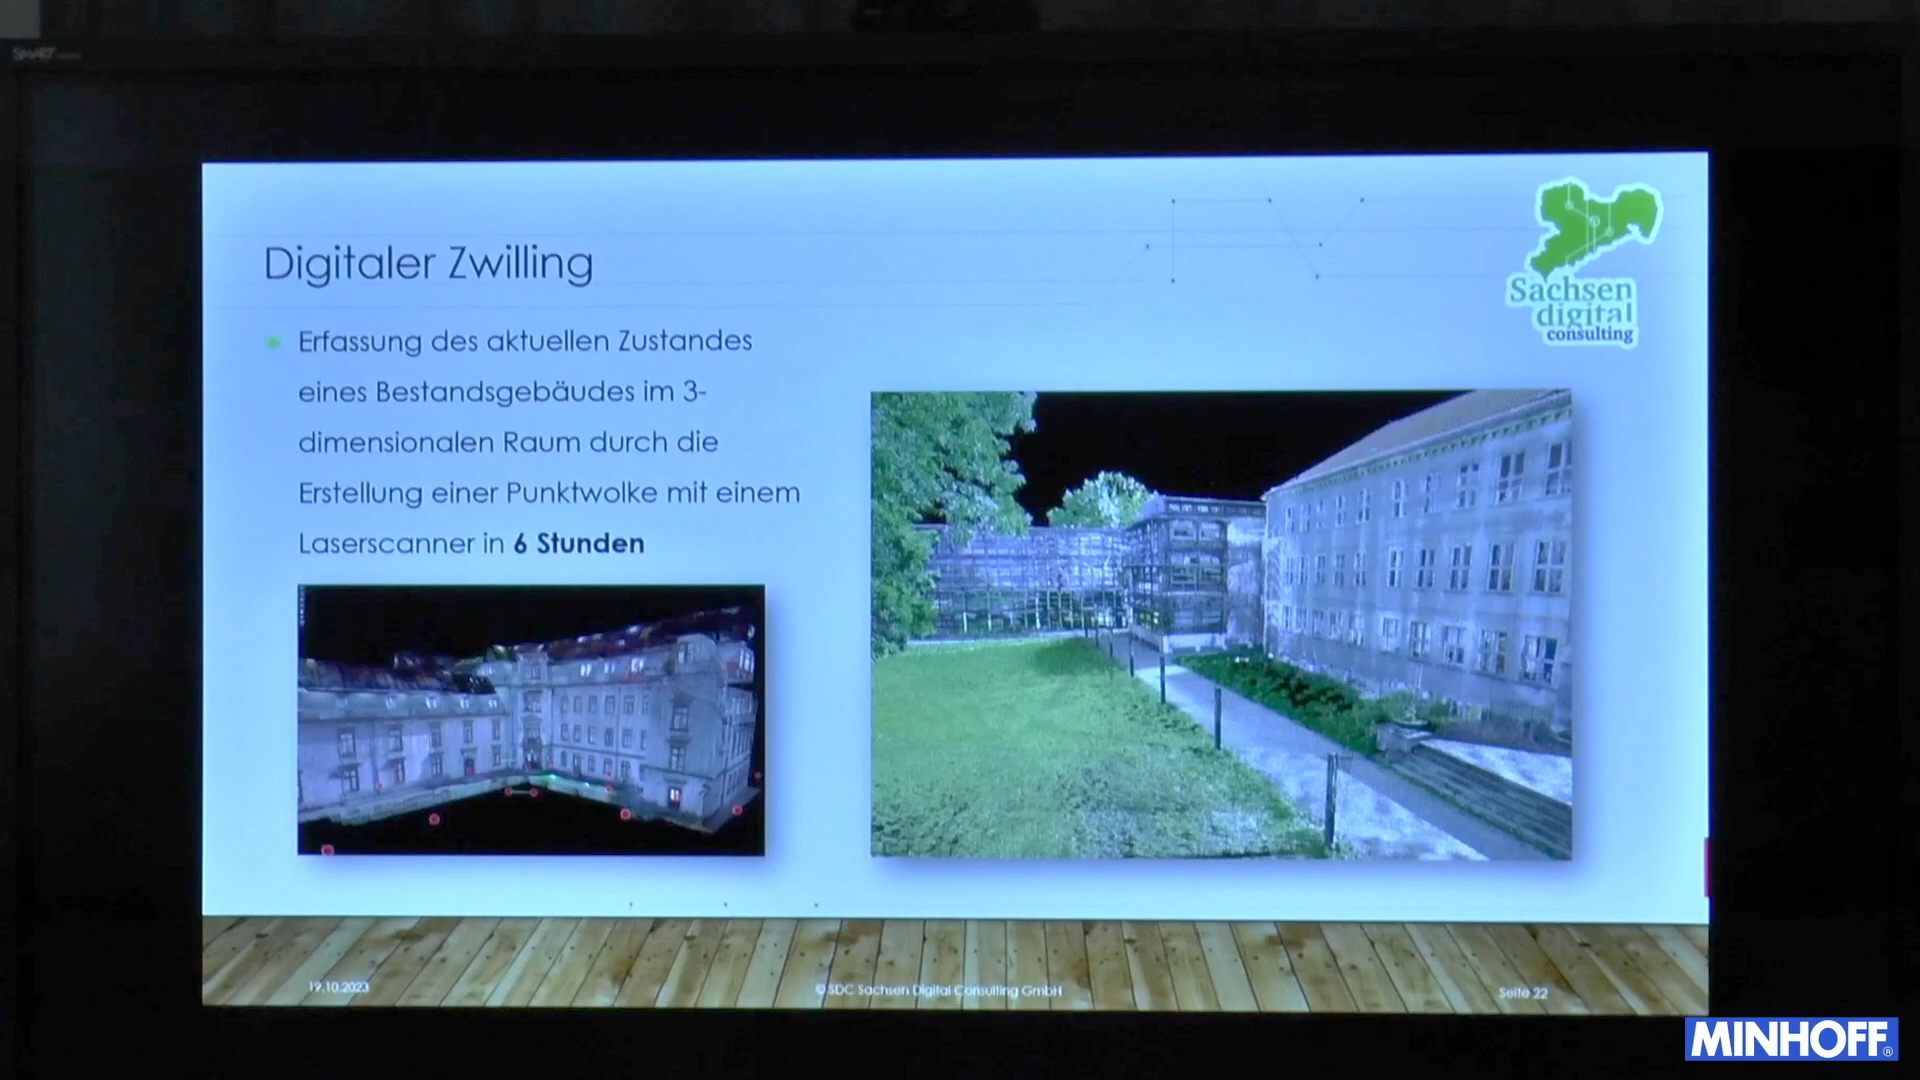 SMART
Digitaler Zwilling
Erfassung des aktuellen Zustandes
eines Bestandsgebäudes im 3-
dimensionalen Raum durch die
Erstellung einer Punktwolke mit einem
Laserscanner in 6 Stunden
Sachsen
digital
consulting
19.10.2023
© SDC Sachsen Digital Consulting GmbH
Seite 22
MINHOFF®